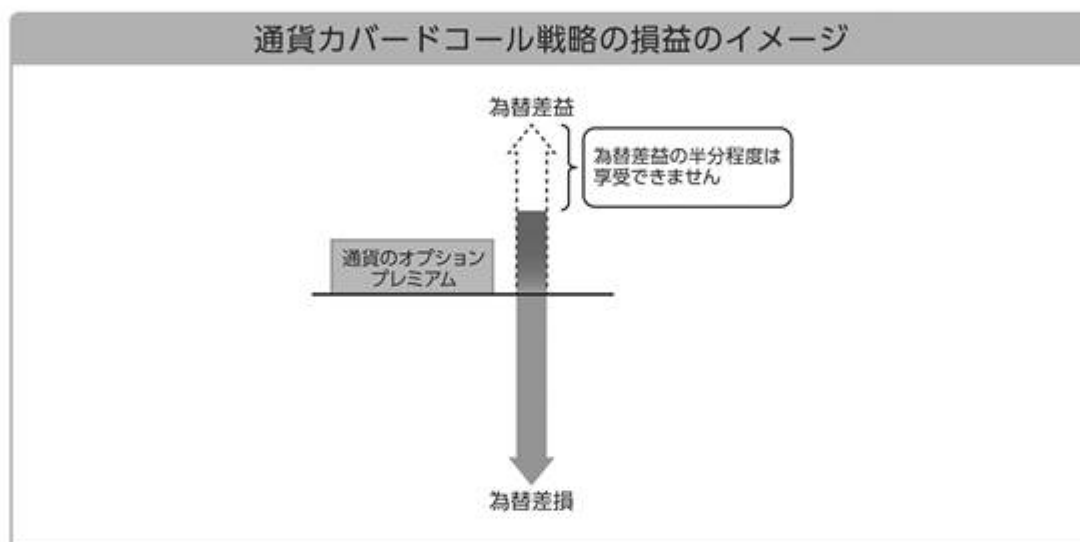 通貨カバードコール戦略の損益のイメージ
為替差益
為替差益の半分程度は
享受できません
通貨のオプション
プレミアム
為替差損